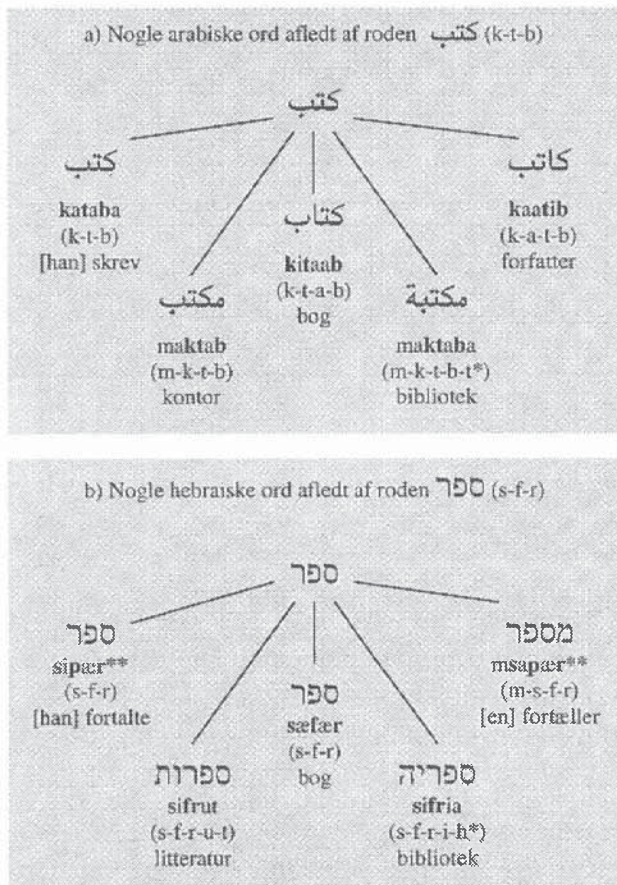 a) Nogle arabiske ord afledt af roden كتب (k-t-b)
كتب
كتب
kataba
(k-t-b)
[han] skrev
مكتب
maktab
(m-k-t-b)
kontor
كتاب
kitaab
(k-t-a-b)
bog
مكتبة
maktaba
(m-k-t-b-t*)
bibliotek
كاتب
kaatib
(k-a-t-b)
forfatter
b) Nogle hebraiske ord afledt af roden ספר (s-f-r)
ספר
ספר
sipær**
(s-f-r)
[han] fortalte
ספרות
sifrut
(s-f-r-u-t)
litteratur
ספר
sæfær
(s-f-r)
bog
ספריה
sifria
(s-f-r-i-h*)
bibliotek
מספר
msapær**
(m-s-f-r)
[en] fortæller